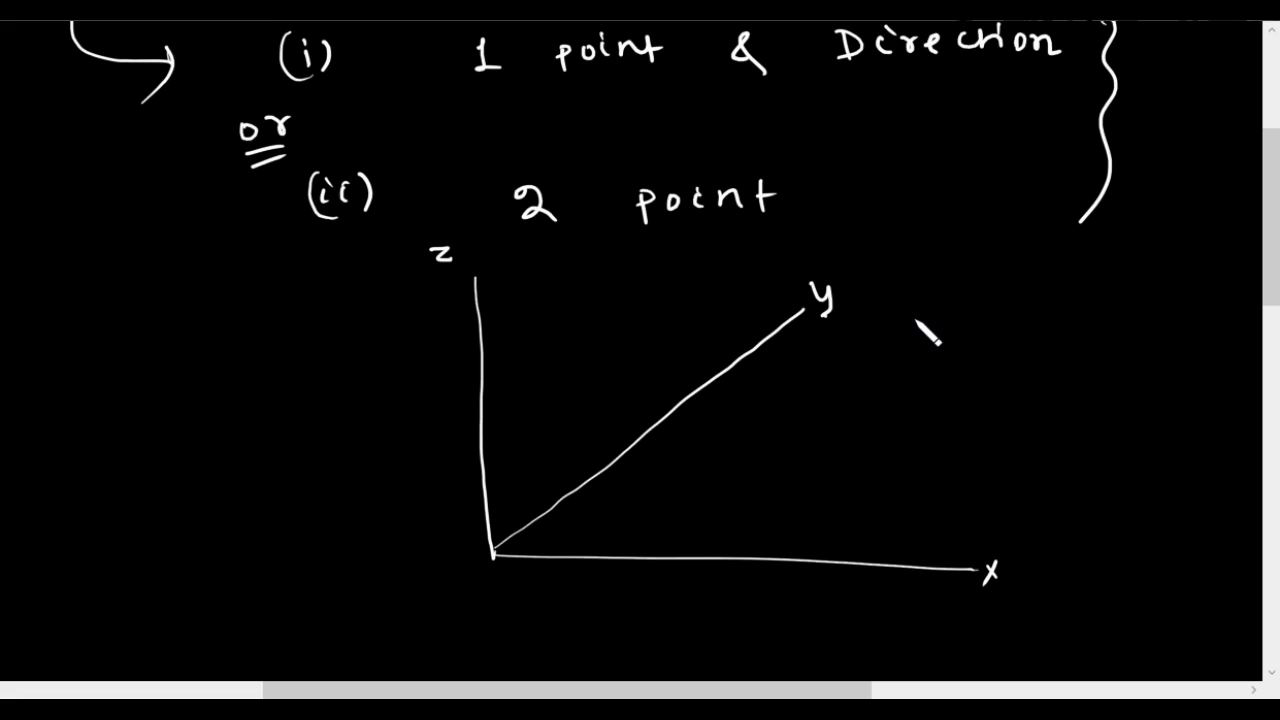 (i) 1 point & Direction
or
(ii) 2 point
z
y
x